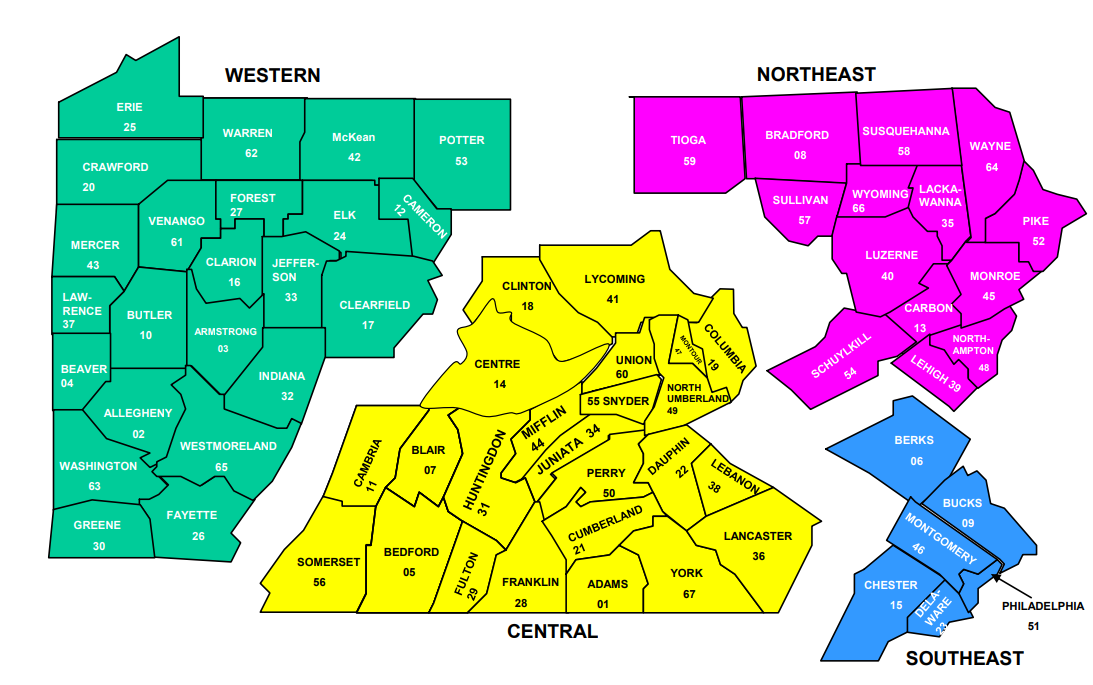 WESTERN
ERIE
25
WARREN
62
McKean
42
POTTER
53
CRAWFORD
20
FOREST
27
ELK
24
CAMERON
12
VENANGO
61
MERCER
43
CLARION
16
JEFFER-
SON
33
CLEARFIELD
17
LAW-
RENCE
37
BUTLER
10
ARMSTRONG
03
BEAVER
04
INDIANA
32
ALLEGHENY
02
WESTMORELAND
65
WASHINGTON
63
FAYETTE
26
GREENE
30
NORTHEAST
TIOGA
59
BRADFORD
08
SUSQUEHANNA
58
WAYNE
64
SULLIVAN
57
WYOMING
66
LACKA-
WANNA
35
PIKE
52
LUZERNE
40
MONROE
45
CARBON
13
SCHUYLKILL
54
NORTH-
AMPTON
48
LEHIGH 39
CLINTON
18
LYCOMING
41
CENTRE
14
UNION
60
MONTOUR
47
COLUMBIA
19
55 SNYDER
NORTH
UMBERLAND
49
MIFFLIN
44
JUNIATA 34
CAMBRIA
11
BLAIR
07
HUNTINGDON
31
PERRY
50
DAUPHIN
22
LEBANON
38
CUMBERLAND
21
LANCASTER
36
SOMERSET
56
BEDFORD
05
FULTON
29
FRANKLIN
28
ADAMS
01
YORK
67
CENTRAL
BERKS
06
BUCKS
09
MONTGOMERY
46
CHESTER
15
DELA-
WARE
23
PHILADELPHIA
51
SOUTHEAST